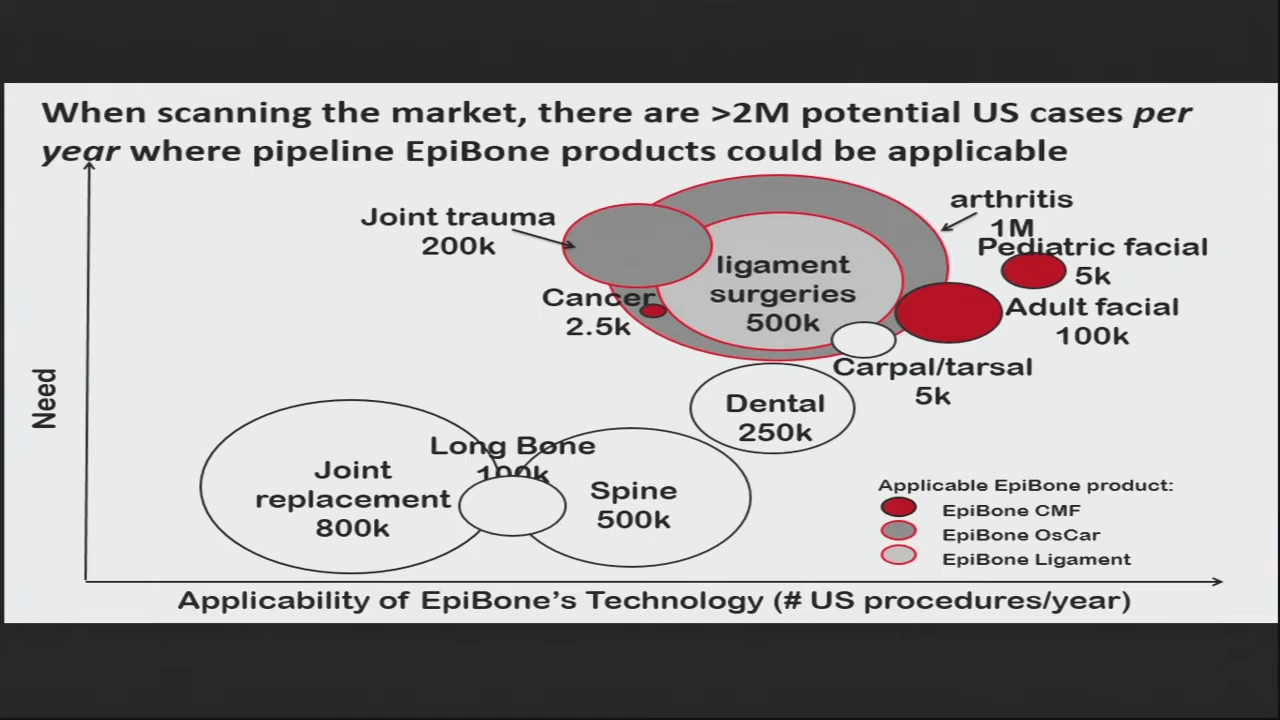 When scanning the market, there are >2M potential US cases per
year where pipeline EpiBone products could be applicable
arthritis
1M
Joint trauma
200k
Pediatric facial
5k
ligament
surgeries
500k
Cancer
2.5k
Adult facial
100k
Carpal/tarsal
5k
Dental
250k
Need
Long Bone
100k
Joint
replacement
800k
Spine
500k
Applicable EpiBone product:
EpiBone CMF
EpiBone OsCar
EpiBone Ligament
Applicability of EpiBone's Technology (# US procedures/year)